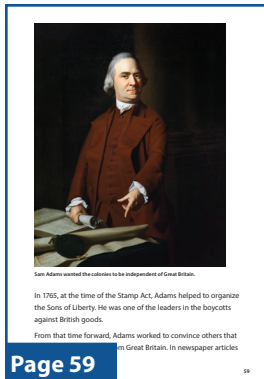 Sam Adams wanted the colonies to be independent of Great Britain.
In 1765, at the time of the Stamp Act, Adams helped to organize
the Sons of Liberty. He was one of the leaders in the boycotts
against British goods.
From that time forward, Adams worked to convince others that
Great Britain. In newspaper articles
Page 59
59